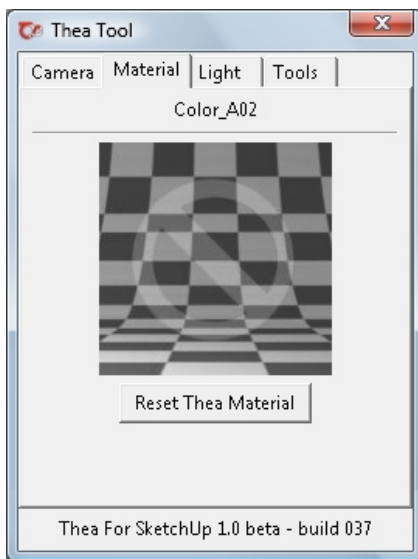 Thea Tool
Camera Material Light Tools
Color_A02
Reset Thea Material
Thea For SketchUp 1.0 beta - build 037